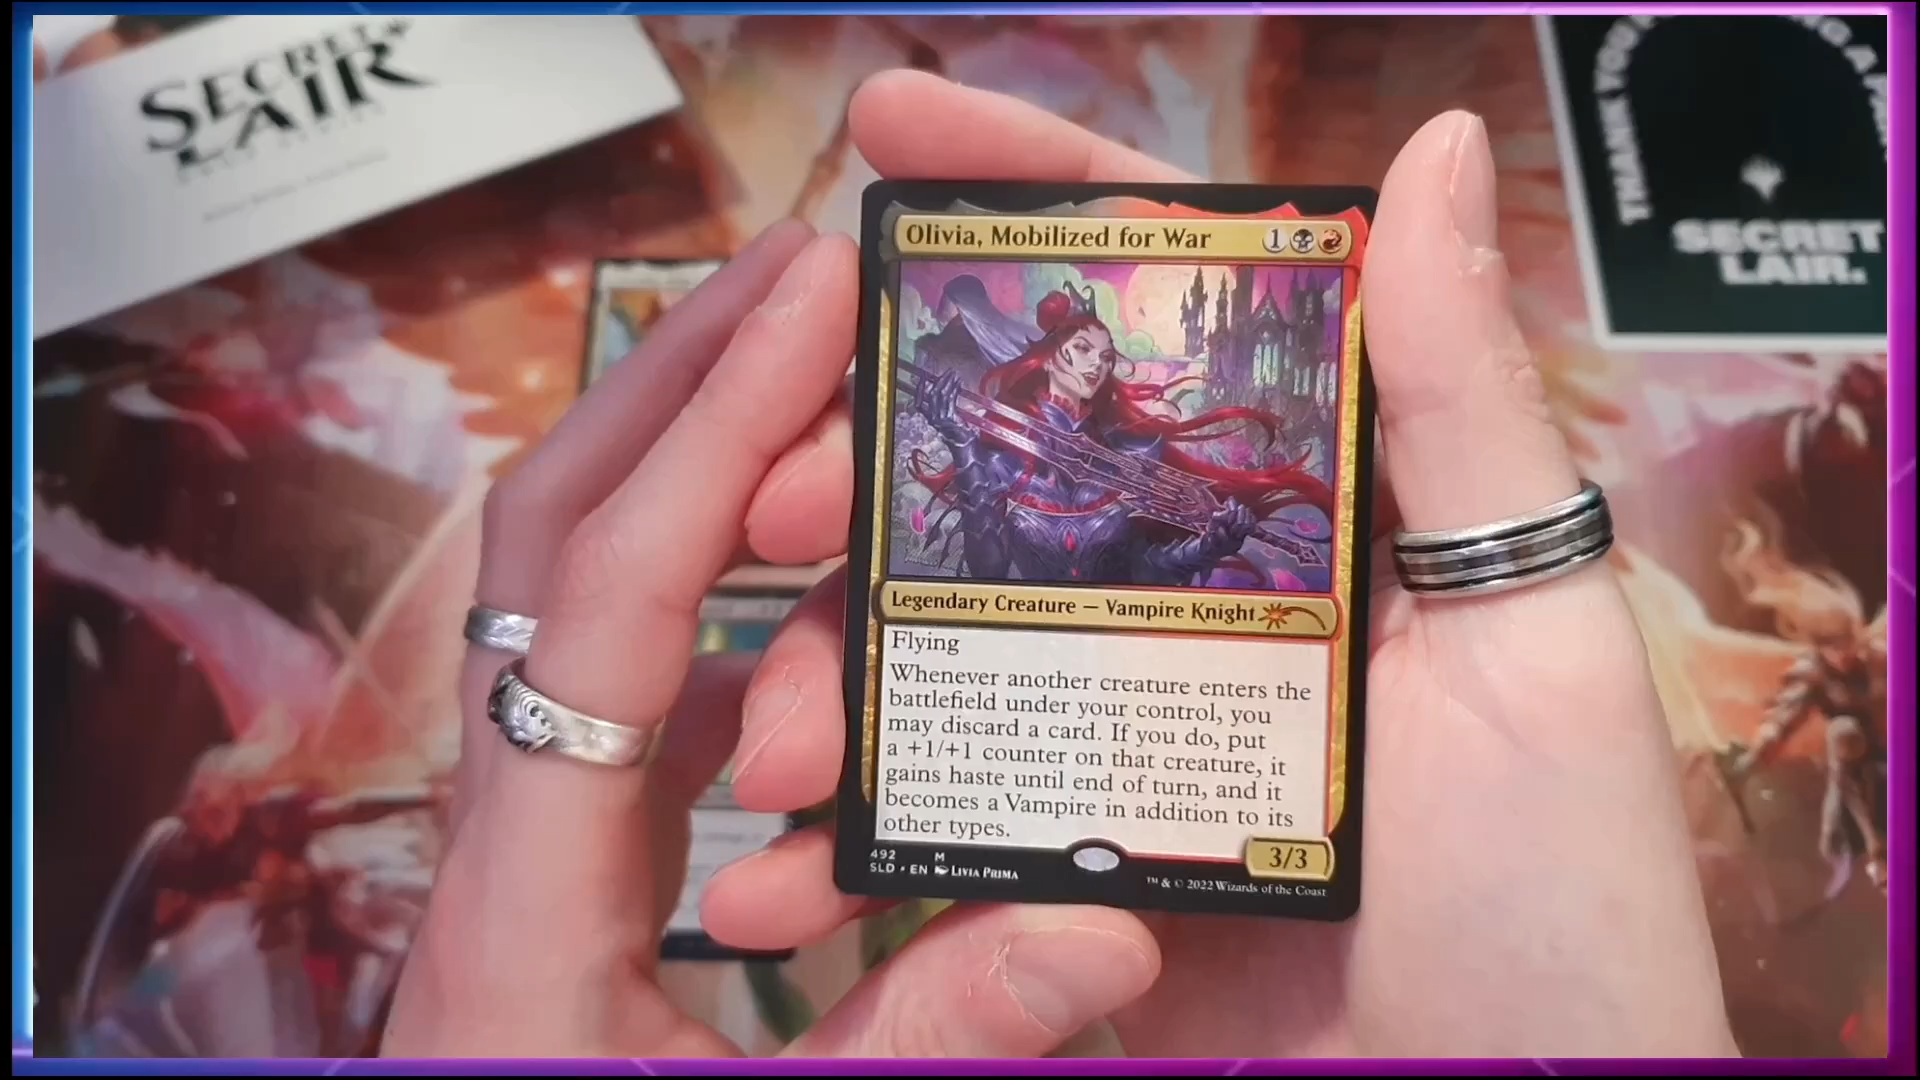 SECRET
LAIR
THANK YOU
SECRET
LAIR.
Olivia, Mobilized for War 1
Legendary Creature — Vampire Knight
Flying
Whenever another creature enters the
battlefield under your control, you
may discard a card. If you do, put
a +1/+1 counter on that creature, it
gains haste until end of turn, and it
becomes a Vampire in addition to its
other types.
3/3
492 M
SLD • EN LIVIA PRIMA
™ & © 2022 Wizards of the Coast